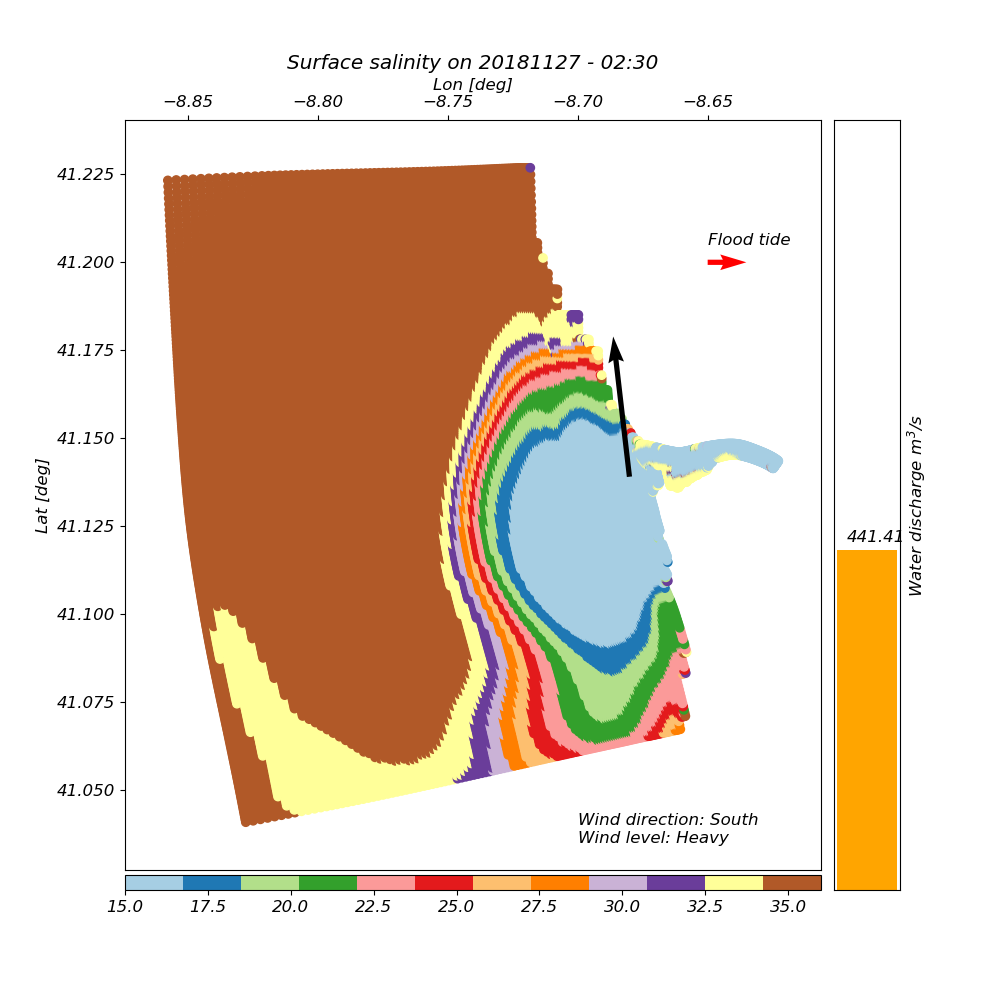 Surface salinity on 20181127 - 02:30
Lon [deg]
−8.85 −8.80 −8.75 −8.70 −8.65
41.225
41.200
41.175
41.150
41.125
41.100
41.075
41.050
Lat [deg]
Flood tide
Wind direction: South
Wind level: Heavy
441.41
Water discharge m³/s
15.0 17.5 20.0 22.5 25.0 27.5 30.0 32.5 35.0